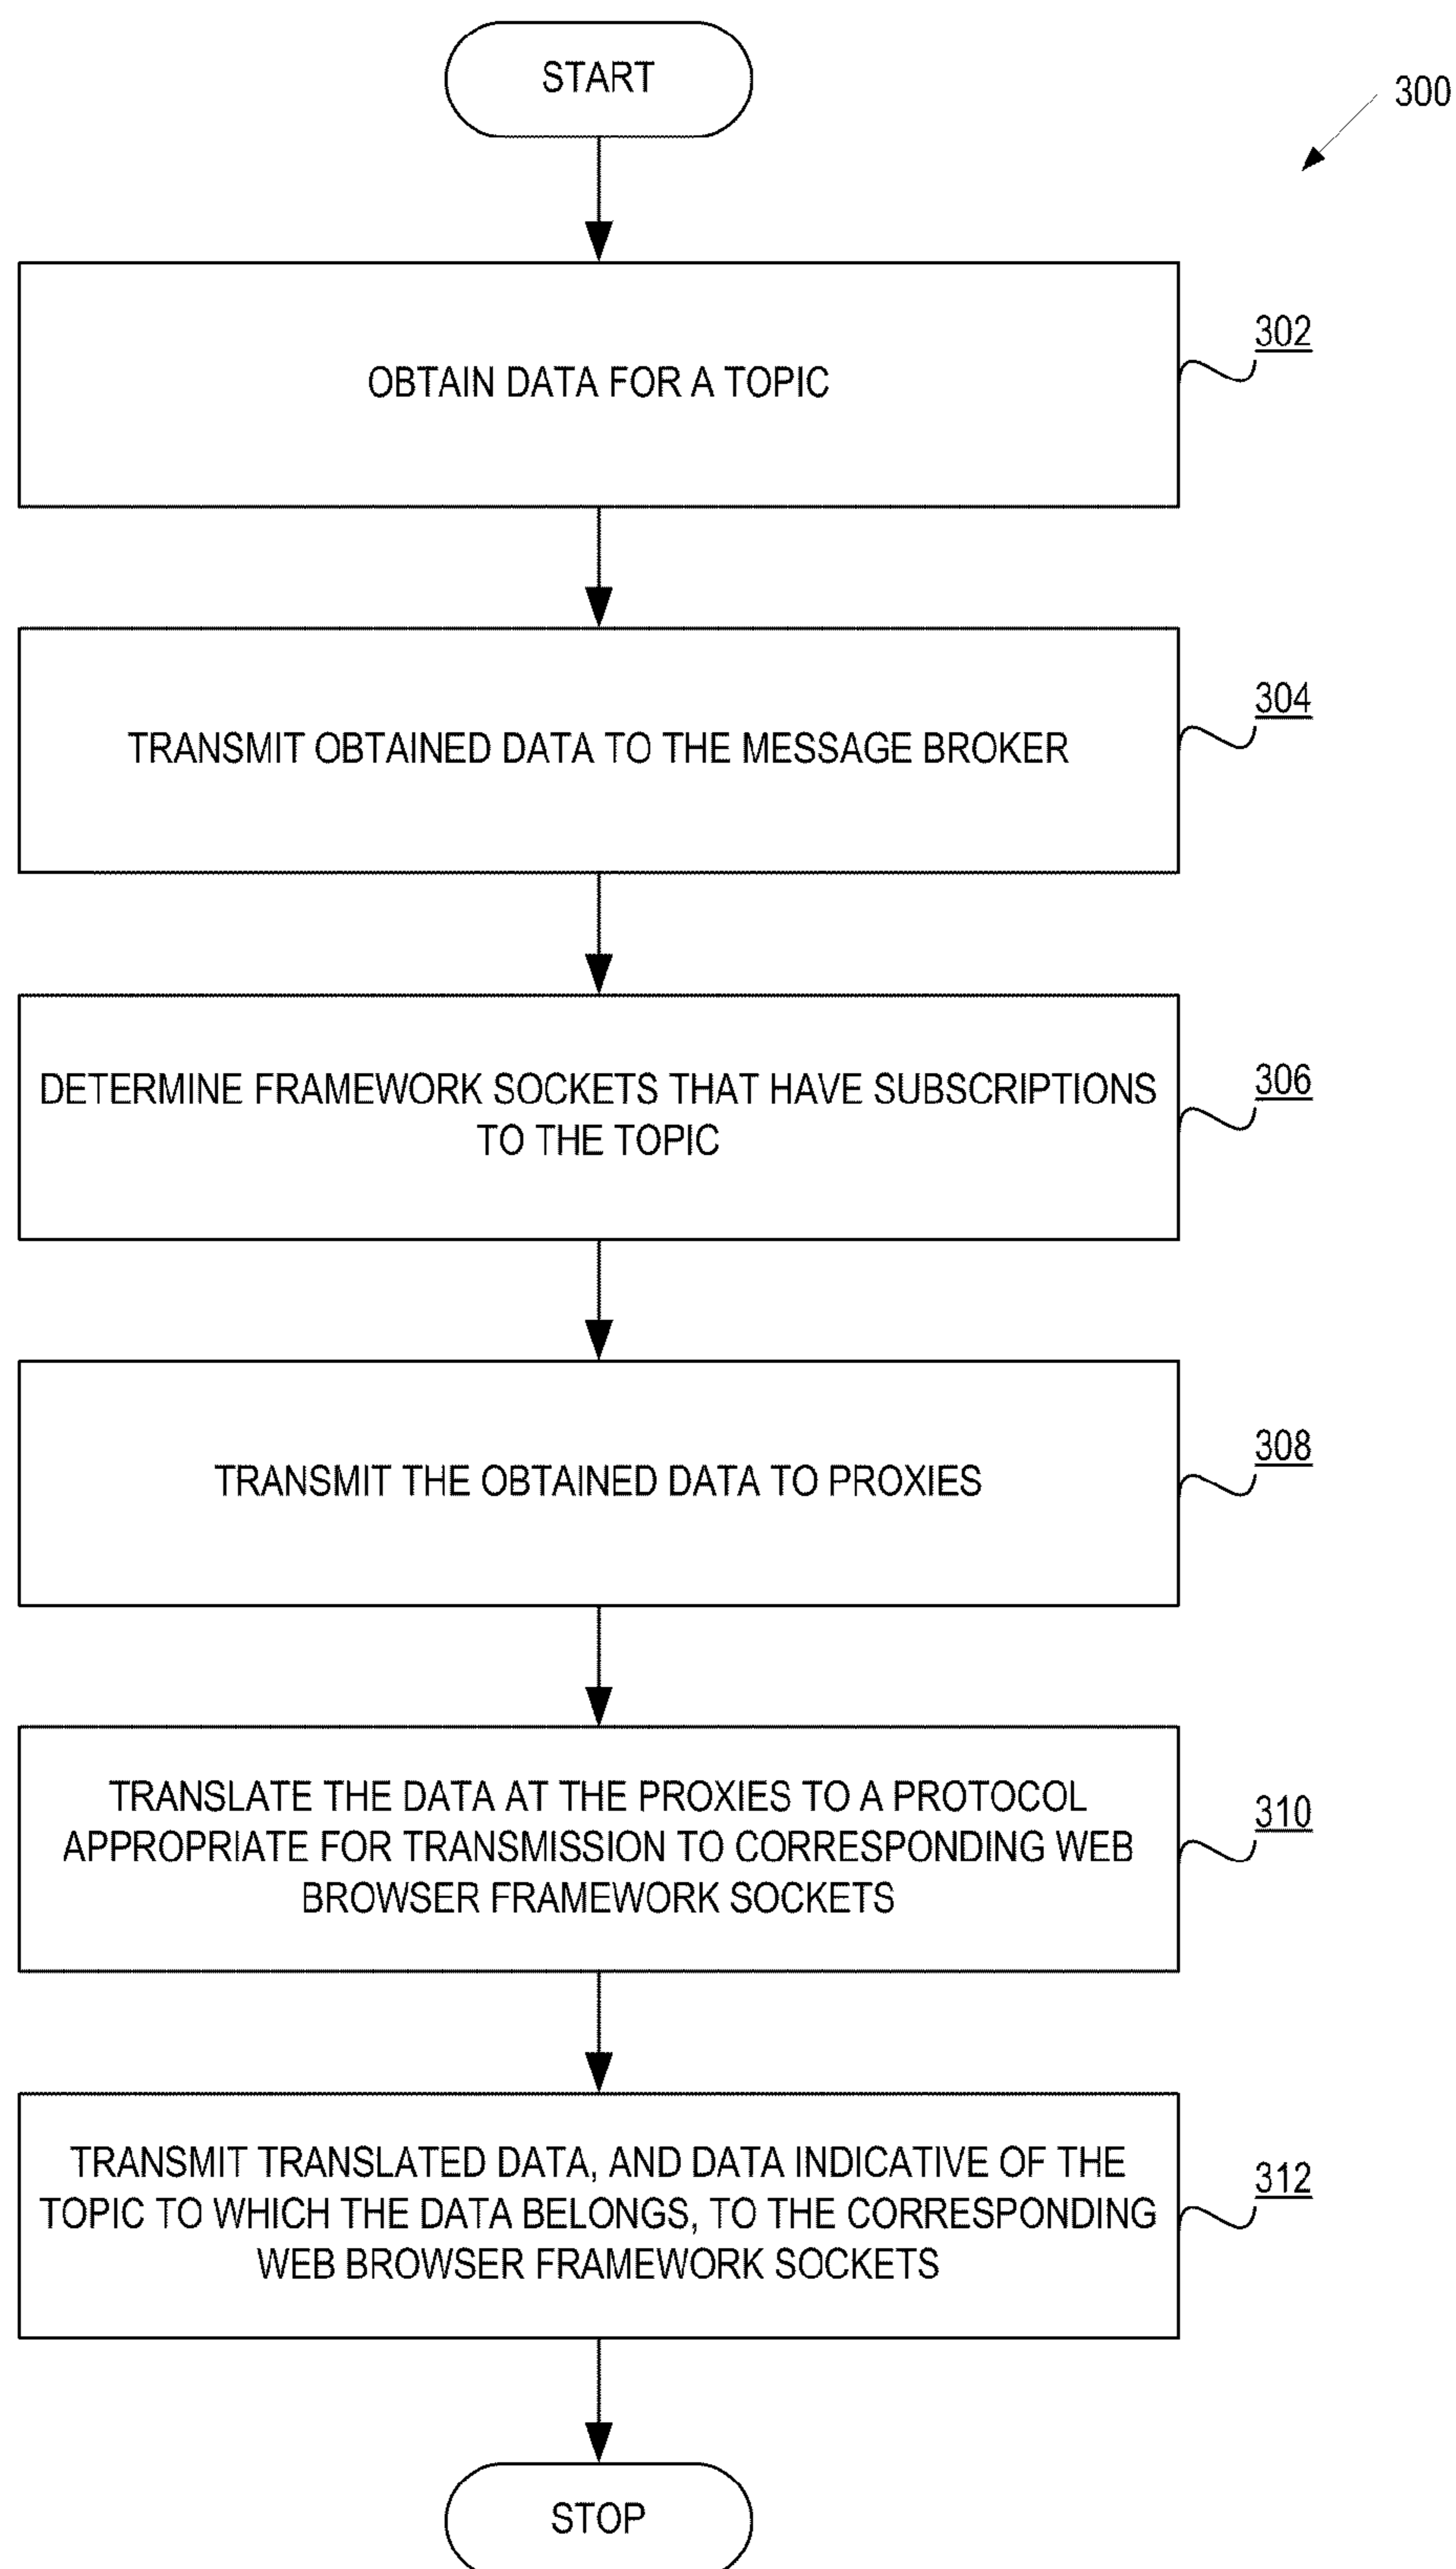 START
300
302
OBTAIN DATA FOR A TOPIC
304
TRANSMIT OBTAINED DATA TO THE MESSAGE BROKER
306
DETERMINE FRAMEWORK SOCKETS THAT HAVE SUBSCRIPTIONS
TO THE TOPIC
308
TRANSMIT THE OBTAINED DATA TO PROXIES
310
TRANSLATE THE DATA AT THE PROXIES TO A PROTOCOL
APPROPRIATE FOR TRANSMISSION TO CORRESPONDING WEB
BROWSER FRAMEWORK SOCKETS
312
TRANSMIT TRANSLATED DATA, AND DATA INDICATIVE OF THE
TOPIC TO WHICH THE DATA BELONGS, TO THE CORRESPONDING
WEB BROWSER FRAMEWORK SOCKETS
STOP